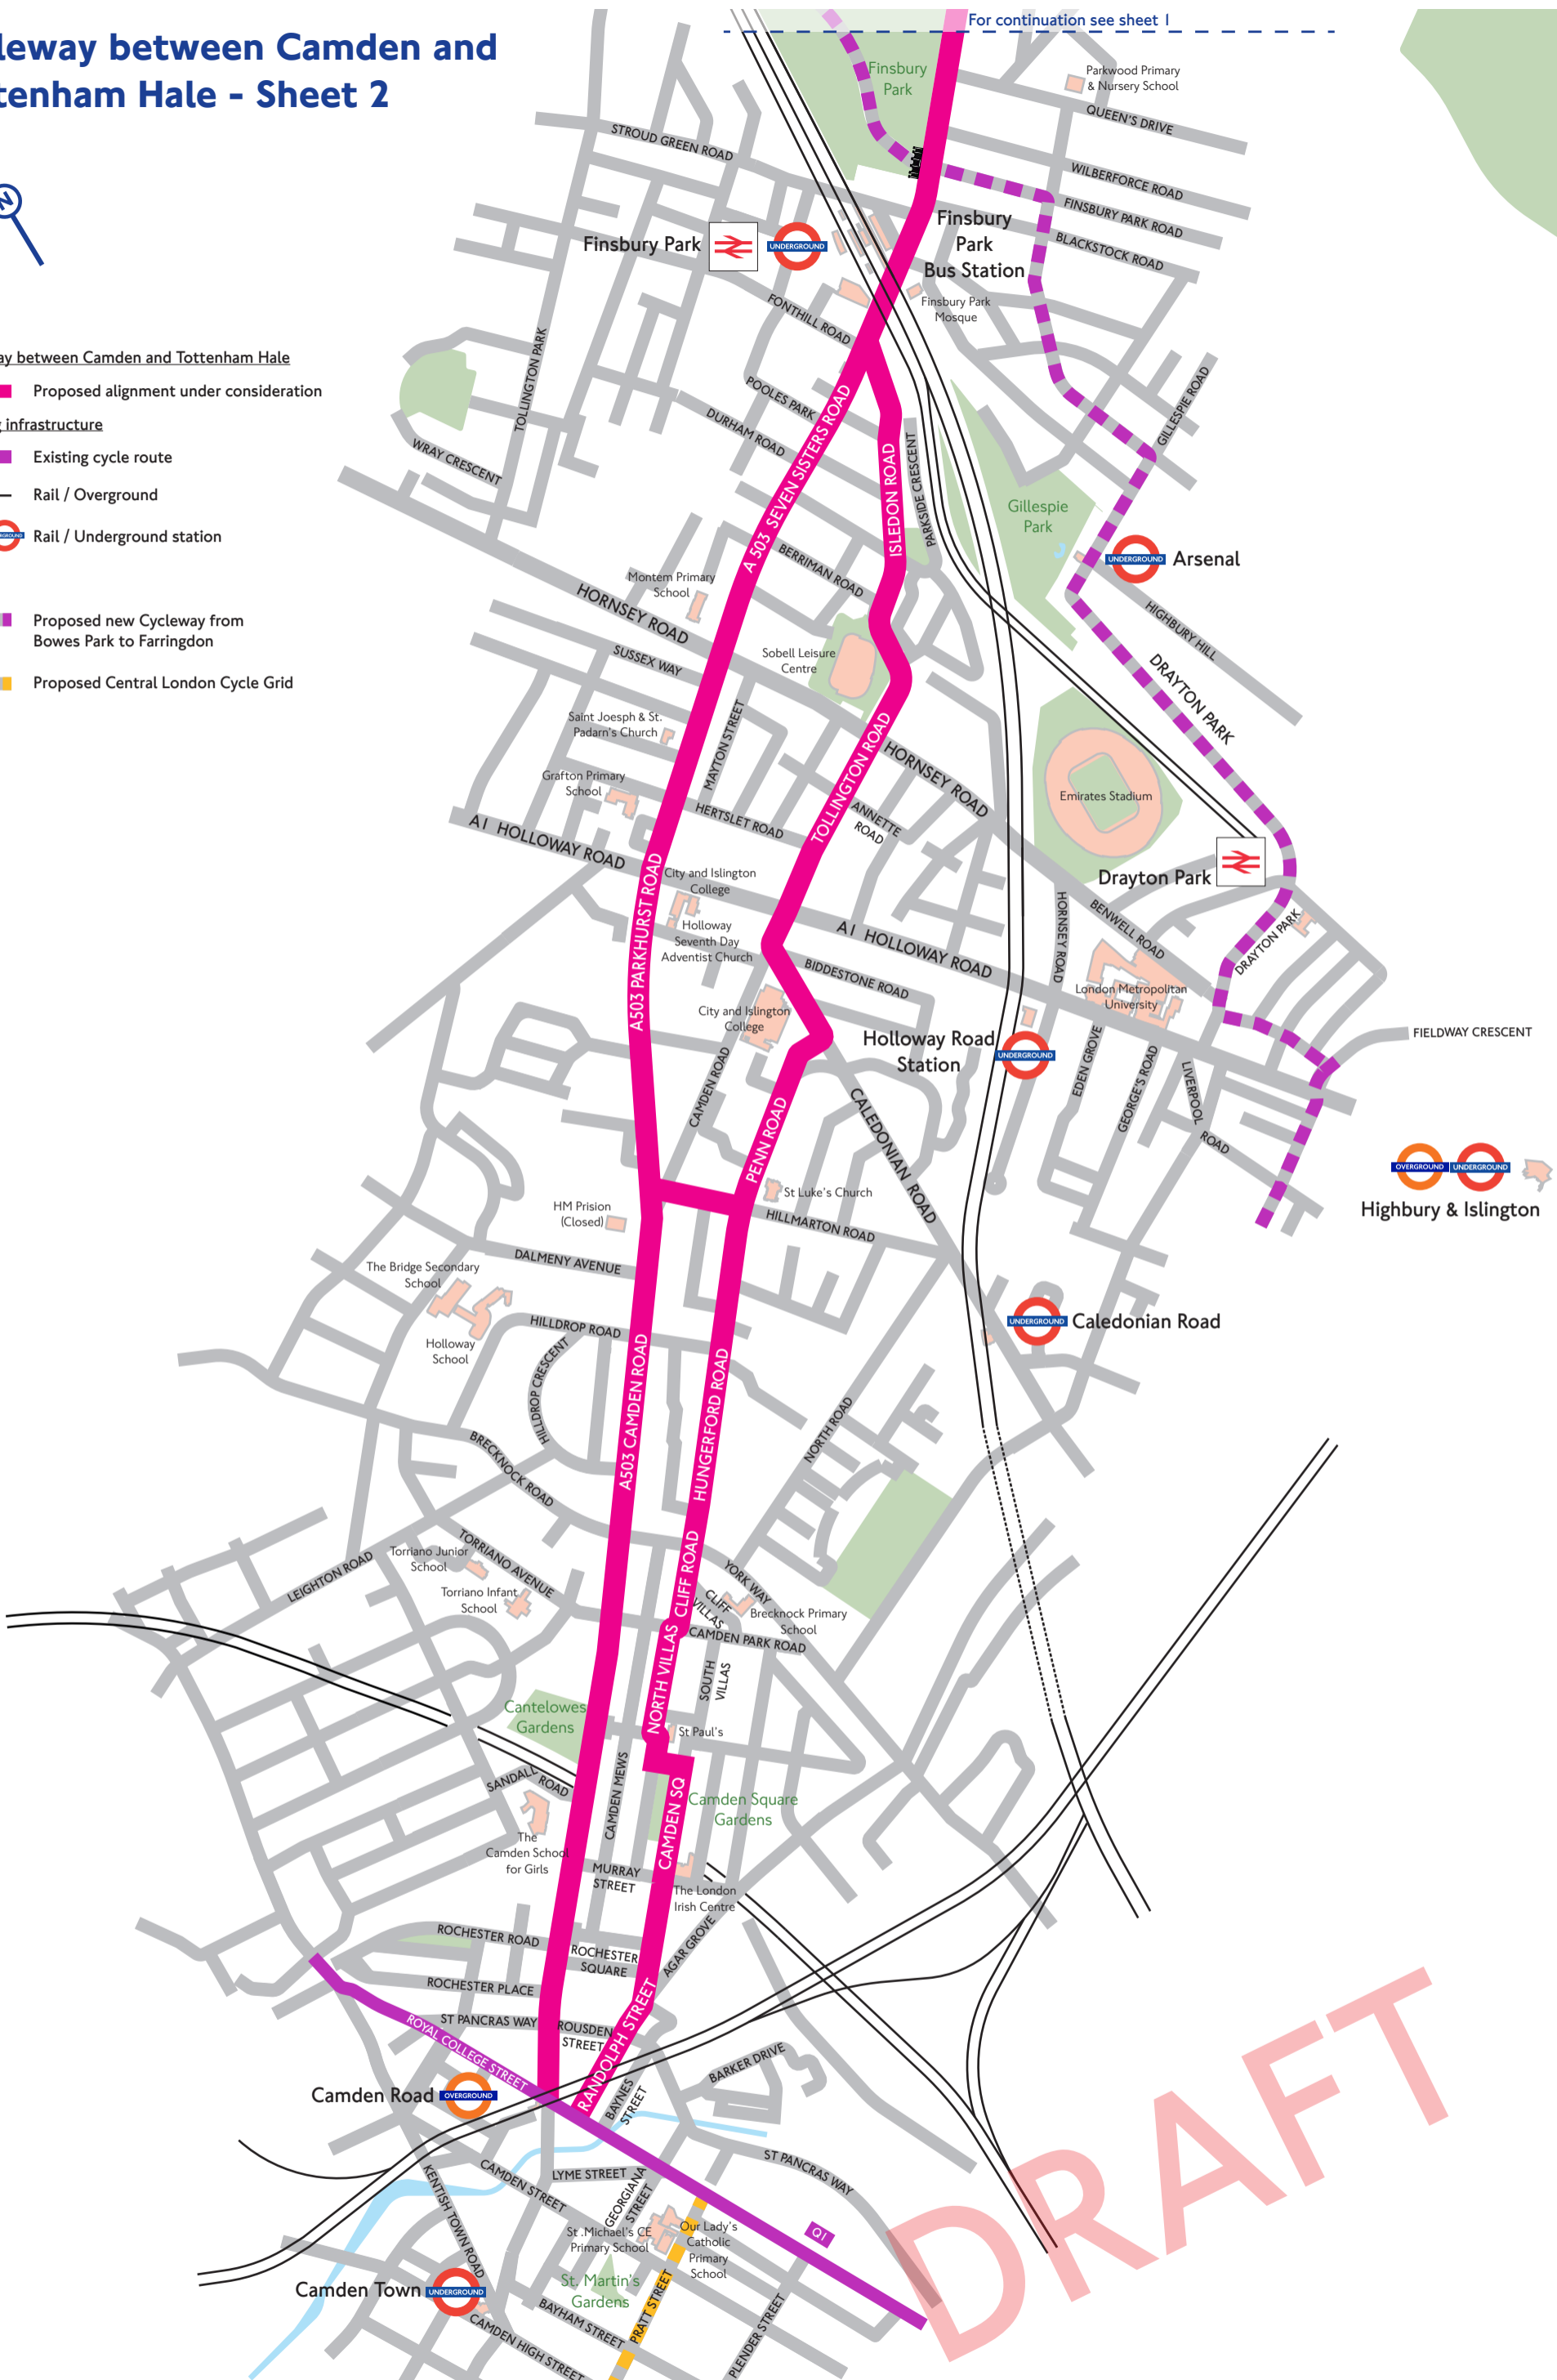 leway between Camden and
tenham Hale - Sheet 2
For continuation see sheet 1
N
ay between Camden and Tottenham Hale
Proposed alignment under consideration
g infrastructure
Existing cycle route
Rail / Overground
Rail / Underground station
Proposed new Cycleway from
Bowes Park to Farringdon
Proposed Central London Cycle Grid
Finsbury
Park
Parkwood Primary
& Nursery School
QUEEN'S DRIVE
STROUD GREEN ROAD
WILBERFORCE ROAD
FINSBURY PARK ROAD
BLACKSTOCK ROAD
Finsbury Park
UNDERGROUND
Finsbury
Park
Bus Station
Finsbury Park
Mosque
FONTHILL ROAD
TOLLINGTON PARK
POOLES PARK
DURHAM ROAD
WRAY CRESCENT
A 503 SEVEN SISTERS ROAD
ISLEDON ROAD
PARKSIDE CRESCENT
GILLESPIE ROAD
Gillespie
Park
UNDERGROUND
Arsenal
BERRIMAN ROAD
Montem Primary
School
HORNSEY ROAD
SUSSEX WAY
Sobell Leisure
Centre
HIGHBURY HILL
DRAYTON PARK
Saint Joesph & St.
Padarn's Church
MAYTON STREET
TOLLINGTON ROAD
HORNSEY ROAD
Grafton Primary
School
HERTSLET ROAD
ANNETTE
ROAD
Emirates Stadium
A1 HOLLOWAY ROAD
City and Islington
College
Drayton Park
A503 PARKHURST ROAD
Holloway
Seventh Day
Adventist Church
A1 HOLLOWAY ROAD
HORNSEY ROAD
BENWELL ROAD
DRAYTON PARK
BIDDESTONE ROAD
London Metropolitan
University
City and Islington
College
Holloway Road
Station
UNDERGROUND
FIELDWAY CRESCENT
CAMDEN ROAD
EDEN GROVE
GEORGE'S ROAD
LIVERPOOL
ROAD
PENN ROAD
CALEDONIAN ROAD
OVERGROUND
UNDERGROUND
Highbury & Islington
St Luke's Church
HM Prision
(Closed)
HILLMARTON ROAD
DALMENY AVENUE
The Bridge Secondary
School
Holloway
School
HILLDROP ROAD
HILLDROP CRESCENT
UNDERGROUND
Caledonian Road
A503 CAMDEN ROAD
HUNGERFORD ROAD
NORTH ROAD
BRECKNOCK ROAD
TORRIANO AVENUE
Torriano Junior
School
LEIGHTON ROAD
Torriano Infant
School
CLIFF ROAD
YORK WAY
CLIFF
VILLAS
Brecknock Primary
School
CAMDEN PARK ROAD
NORTH VILLAS
SOUTH
VILLAS
Cantelowes
Gardens
St Paul's
SANDALL
ROAD
CAMDEN MEWS
CAMDEN SQ
Camden Square
Gardens
The
Camden School
for Girls
MURRAY
STREET
The London
Irish Centre
ROCHESTER ROAD
ROCHESTER
SQUARE
AGAR GROVE
ROCHESTER PLACE
ST PANCRAS WAY
ROUSDEN
STREET
RANDOLPH STREET
ROYAL COLLEGE STREET
Camden Road
OVERGROUND
BAYNES
STREET
BARKER DRIVE
KENTISH TOWN ROAD
CAMDEN STREET
LYME STREET
GEORGIANA
STREET
ST PANCRAS WAY
St .Michael's CE
Primary School
Our Lady's
Catholic
Primary
School
Q1
St. Martin's
Gardens
Camden Town
UNDERGROUND
BAYHAM STREET
PRATT STREET
PLENDER STREET
CAMDEN HIGH STREET
DRAFT